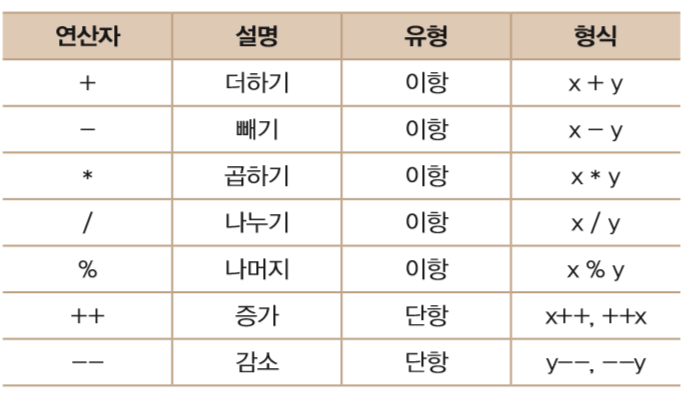 연산자 설명 유형 형식
+ 더하기 이항 x + y
− 빼기 이항 x − y
* 곱하기 이항 x * y
/ 나누기 이항 x / y
% 나머지 이항 x % y
++ 증가 단항 x++, ++x
−− 감소 단항 y−−, −−y